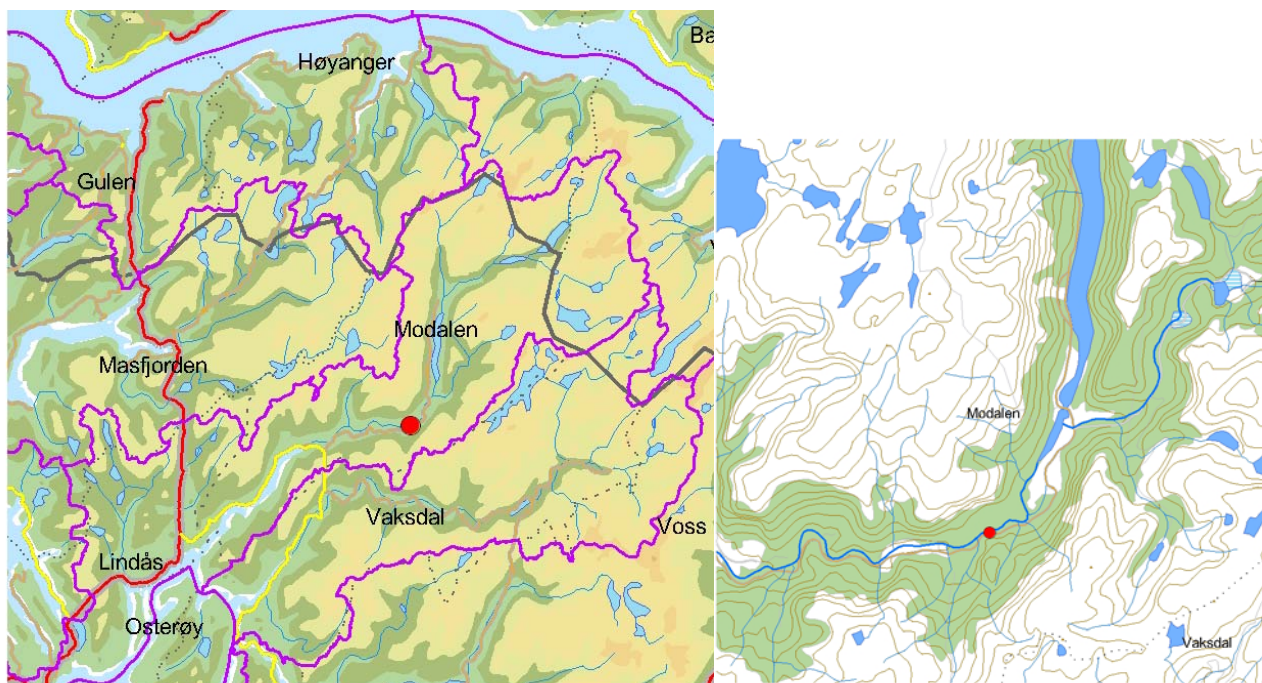 Ba
Høyanger
Gulen
Modalen
Masfjorden
Vaksdal
Voss
Lindås
Osterøy
Modalen
Vaksdal